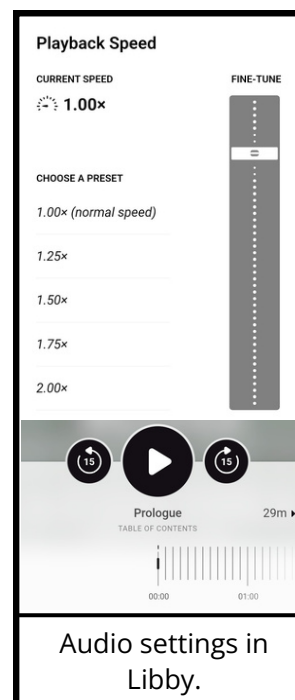 Playback Speed
CURRENT SPEED
1.00×
FINE-TUNE
CHOOSE A PRESET
1.00× (normal speed)
1.25×
1.50×
1.75×
2.00×
15
15
Prologue
29m
TABLE OF CONTENTS
00:00
01:00
Audio settings in
Libby.